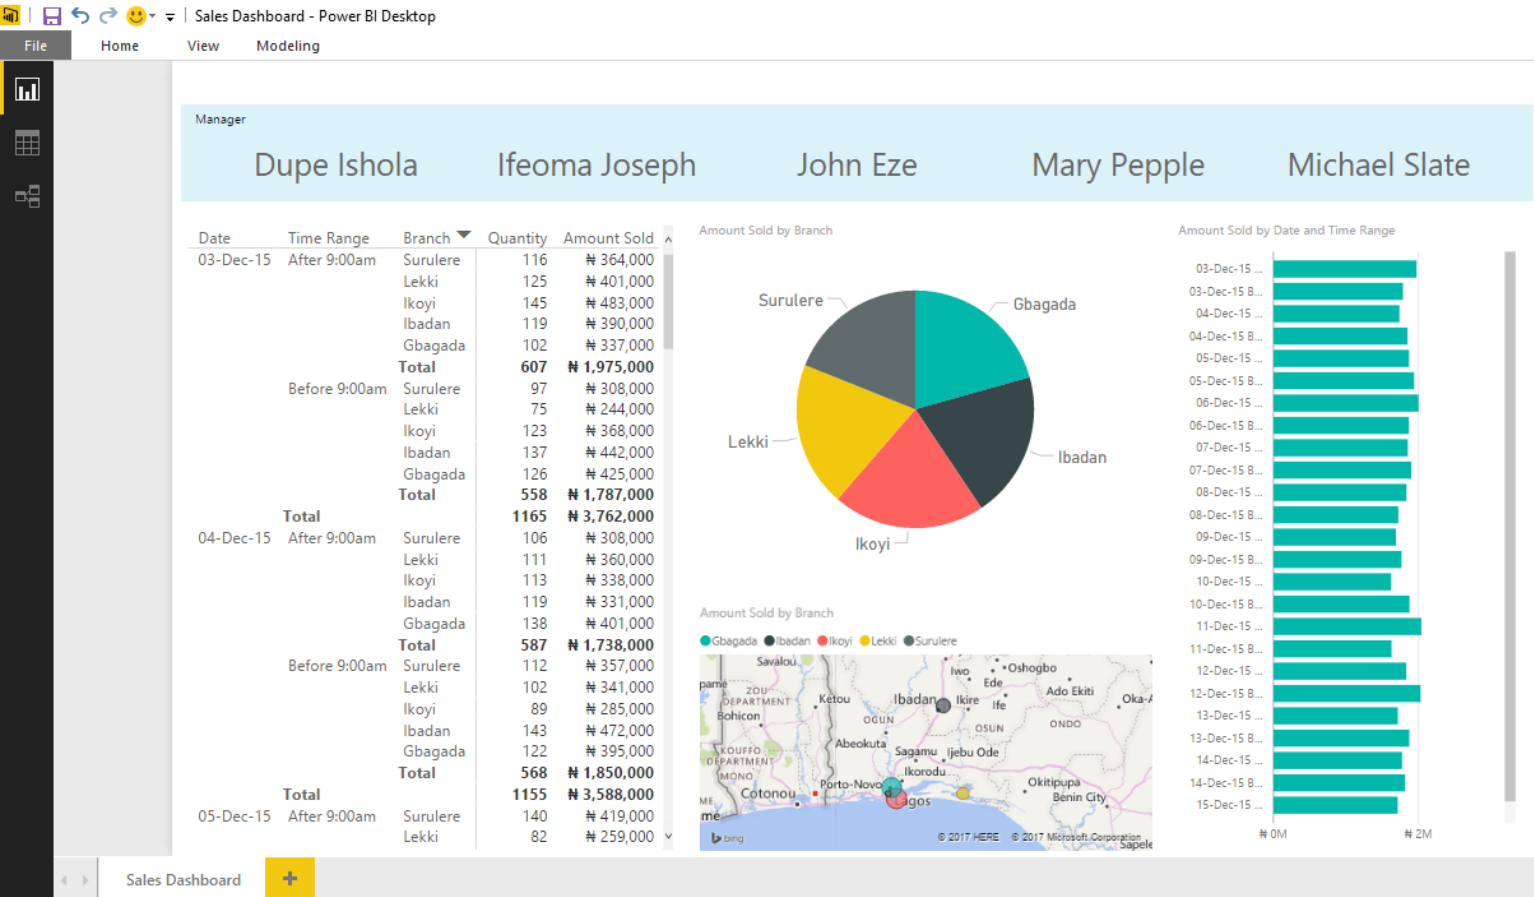 Sales Dashboard - Power BI Desktop
File Home View Modeling
Manager
Dupe Ishola Ifeoma Joseph John Eze Mary Pepple Michael Slate
Date Time Range Branch Quantity Amount Sold
03-Dec-15 After 9:00am Surulere 116 ₦ 364,000
Lekki 125 ₦ 401,000
Ikoyi 145 ₦ 483,000
Ibadan 119 ₦ 390,000
Gbagada 102 ₦ 337,000
Total 607 ₦ 1,975,000
Before 9:00am Surulere 97 ₦ 308,000
Lekki 75 ₦ 244,000
Ikoyi 123 ₦ 368,000
Ibadan 137 ₦ 442,000
Gbagada 126 ₦ 425,000
Total 558 ₦ 1,787,000
Total 1165 ₦ 3,762,000
04-Dec-15 After 9:00am Surulere 106 ₦ 308,000
Lekki 111 ₦ 360,000
Ikoyi 113 ₦ 338,000
Ibadan 119 ₦ 331,000
Gbagada 138 ₦ 401,000
Total 587 ₦ 1,738,000
Before 9:00am Surulere 112 ₦ 357,000
Lekki 102 ₦ 341,000
Ikoyi 89 ₦ 285,000
Ibadan 143 ₦ 472,000
Gbagada 122 ₦ 395,000
Total 568 ₦ 1,850,000
Total 1155 ₦ 3,588,000
05-Dec-15 After 9:00am Surulere 140 ₦ 419,000
Lekki 82 ₦ 259,000
Amount Sold by Branch
Surulere
Gbagada
Lekki
Ibadan
Ikoyi
Amount Sold by Branch
Gbagada Ibadan Ikoyi Lekki Surulere
Savalou
Iwo
Oshogbo
pame
ZOU
DEPARTMENT
Ketou
Ibadan
Ikire
Ede
Ife
Ado Ekiti
Oka-A
Bohicon
OGUN
OSUN
ONDO
KOUFFO
DEPARTMENT
Abeokuta
Sagamu
Ijebu Ode
MONO
Ikorodu
Cotonou
Porto-Novo
Lagos
Okitipupa
Benin City
ME
mé
bing
© 2017 HERE © 2017 Microsoft Corporation
Sapele
Amount Sold by Date and Time Range
03-Dec-15 ...
03-Dec-15 B...
04-Dec-15 ...
04-Dec-15 B...
05-Dec-15 ...
05-Dec-15 B...
06-Dec-15 ...
06-Dec-15 B...
07-Dec-15 ...
07-Dec-15 B...
08-Dec-15 ...
08-Dec-15 B...
09-Dec-15 ...
09-Dec-15 B...
10-Dec-15 ...
10-Dec-15 B...
11-Dec-15 ...
11-Dec-15 B...
12-Dec-15 ...
12-Dec-15 B...
13-Dec-15 ...
13-Dec-15 B...
14-Dec-15 ...
14-Dec-15 B...
15-Dec-15 ...
₦ 0M ₦ 2M
Sales Dashboard